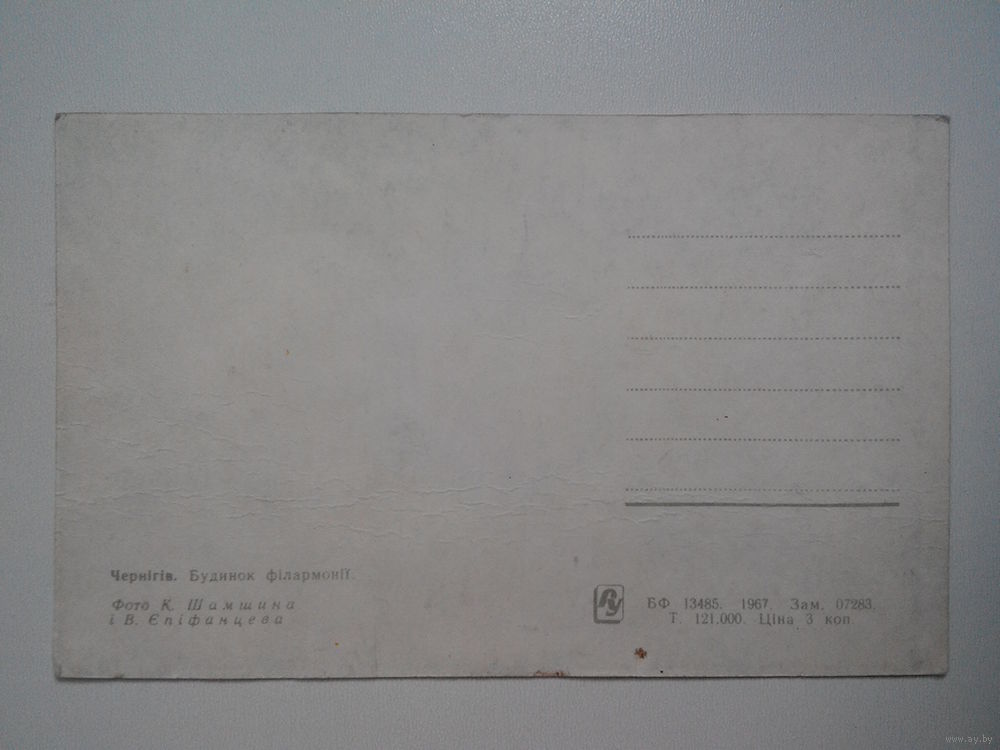 Чернігів. Будинок філармонії.
Фото К. Шамшина
і В. Єпіфанцева
РУ
БФ 13485. 1967. Зам. 07283.
Т. 121.000. Ціна 3 коп.
www.ay.by